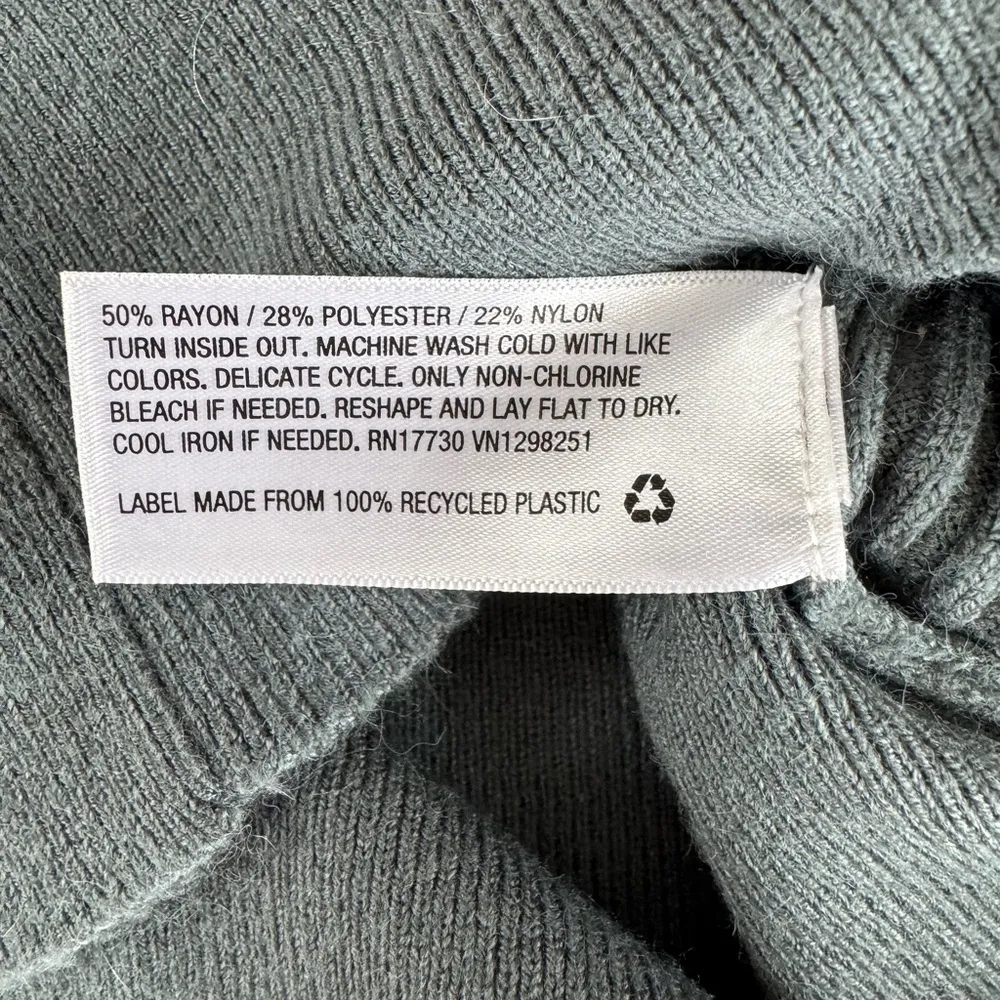 50% RAYON / 28% POLYESTER / 22% NYLON
TURN INSIDE OUT. MACHINE WASH COLD WITH LIKE
COLORS. DELICATE CYCLE. ONLY NON-CHLORINE
BLEACH IF NEEDED. RESHAPE AND LAY FLAT TO DRY.
COOL IRON IF NEEDED. RN17730 VN1298251
LABEL MADE FROM 100% RECYCLED PLASTIC